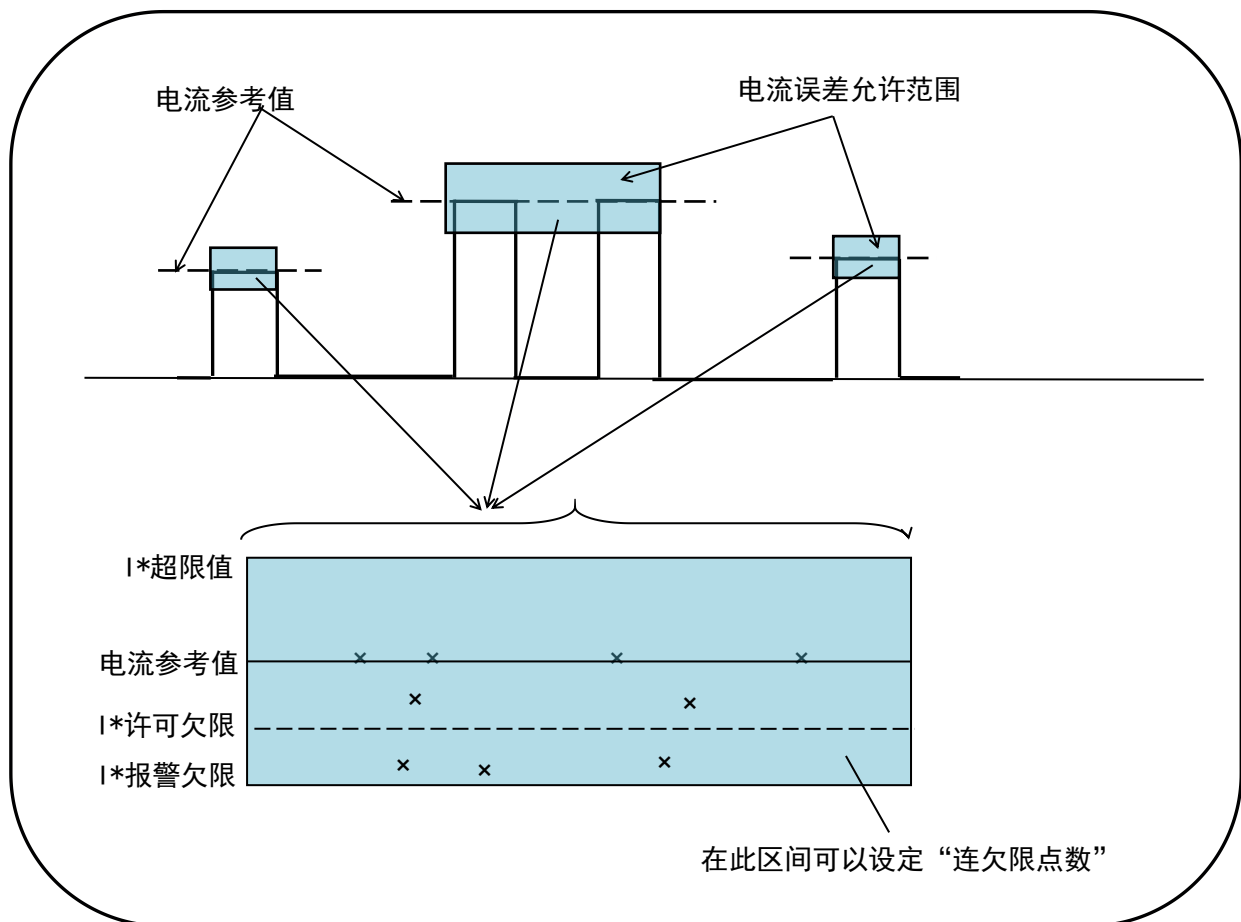 电流参考值
电流误差允许范围
I*超限值
电流参考值
I*许可欠限
I*报警欠限
在此区间可以设定“连欠限点数”